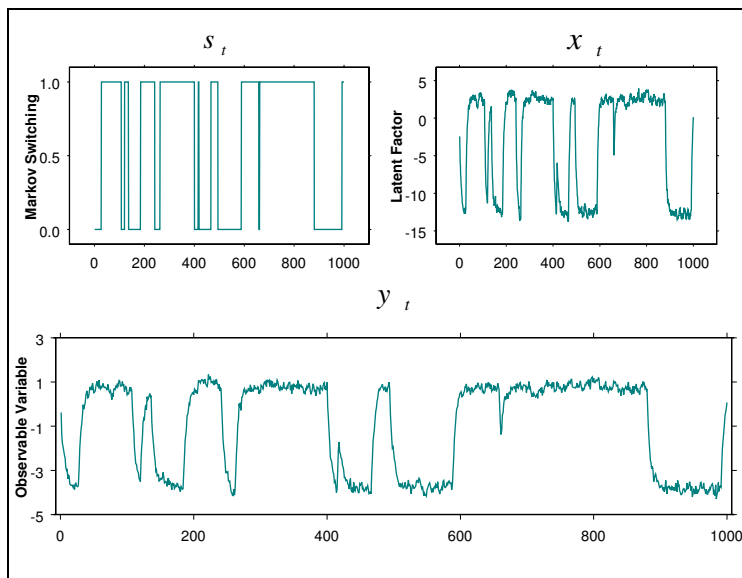 s t
x t
Markov Switching
1.0
0.5
0.0
0 200 400 600 800 1000
Latent Factor
5
0
-5
-10
-15
0 200 400 600 800 1000
y t
Observable Variable
3
1
-1
-3
-5
0 200 400 600 800 1000